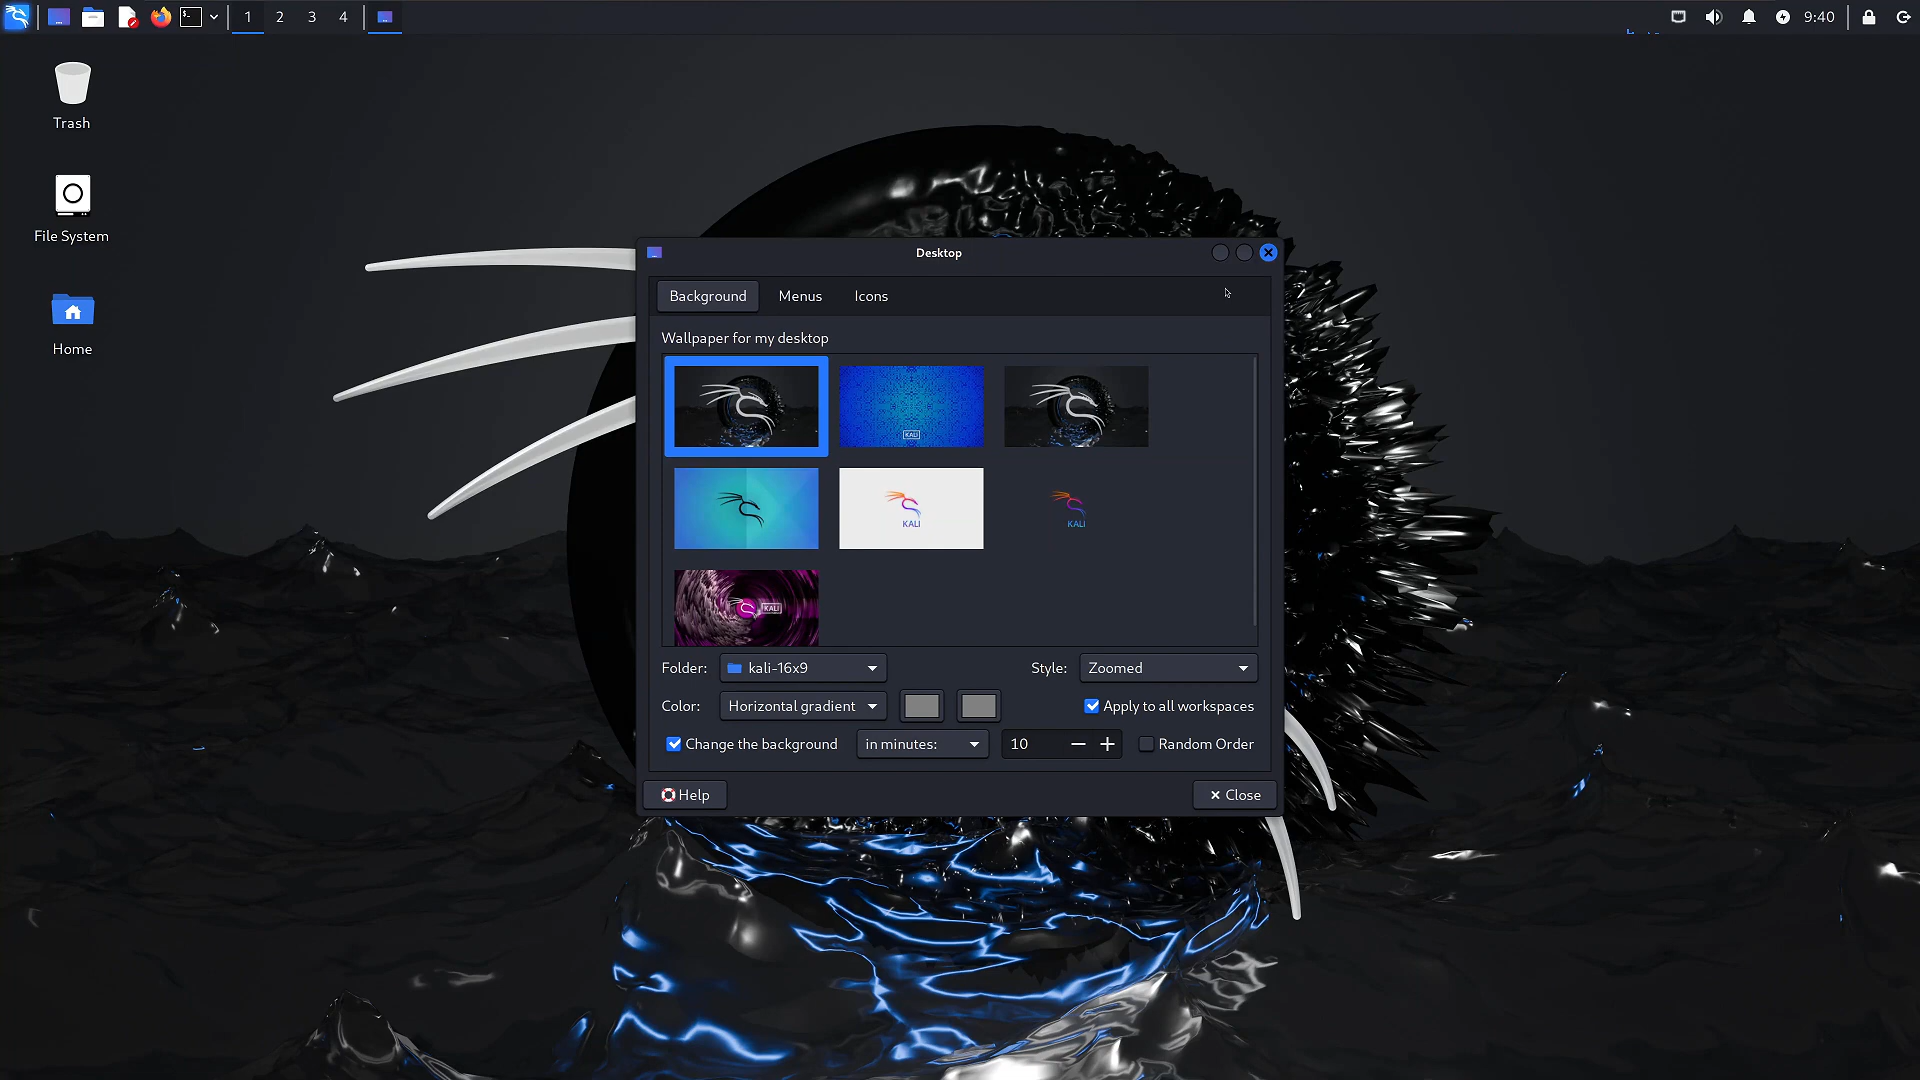 1 2 3 4 9:40
Trash
File System
Home
Desktop
Background Menus Icons
Wallpaper for my desktop
KALI
KALI KALI
KALI
Folder: kali-16x9 Style: Zoomed
Color: Horizontal gradient Apply to all workspaces
Change the background in minutes: 10 Random Order
Help Close